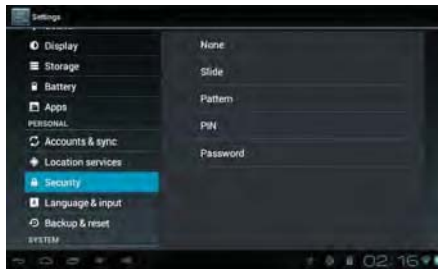 Settings
Display
Storage
Battery
Apps
PERSONAL
Accounts & sync
Location services
Security
Language & input
Backup & reset
SYSTEM
None
Slide
Pattern
PIN
Password
02:16